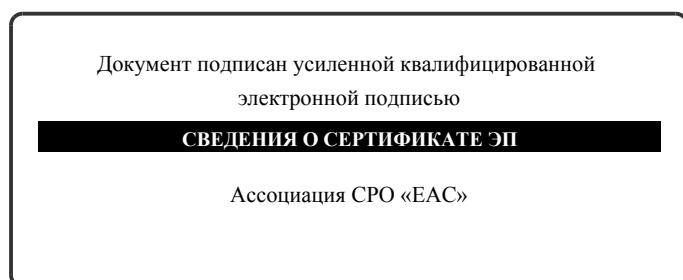 Документ подписан усиленной квалифицированной
электронной подписью
СВЕДЕНИЯ О СЕРТИФИКАТЕ ЭП
Ассоциация СРО «ЕАС»